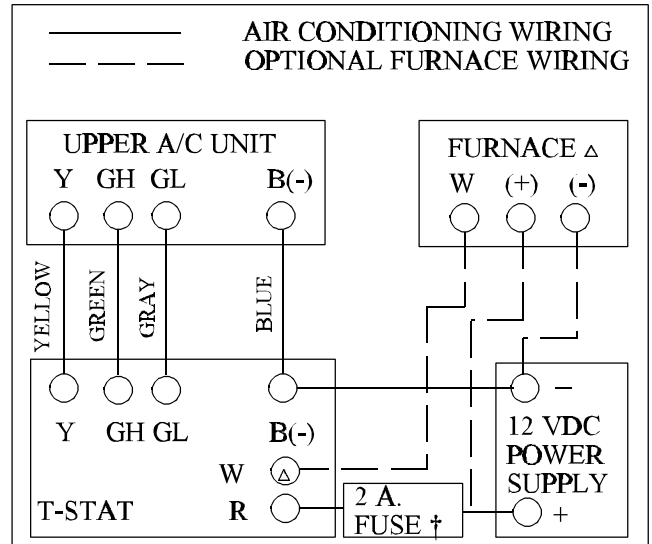 AIR CONDITIONING WIRING
OPTIONAL FURNACE WIRING
UPPER A/C UNIT
Y GH GL B(-)
FURNACE △
W (+) (-)
YELLOW
GREEN
GRAY
BLUE
Y GH GL B(-)
W △
T-STAT R
2 A.
FUSE †
−
12 VDC
POWER
SUPPLY
+